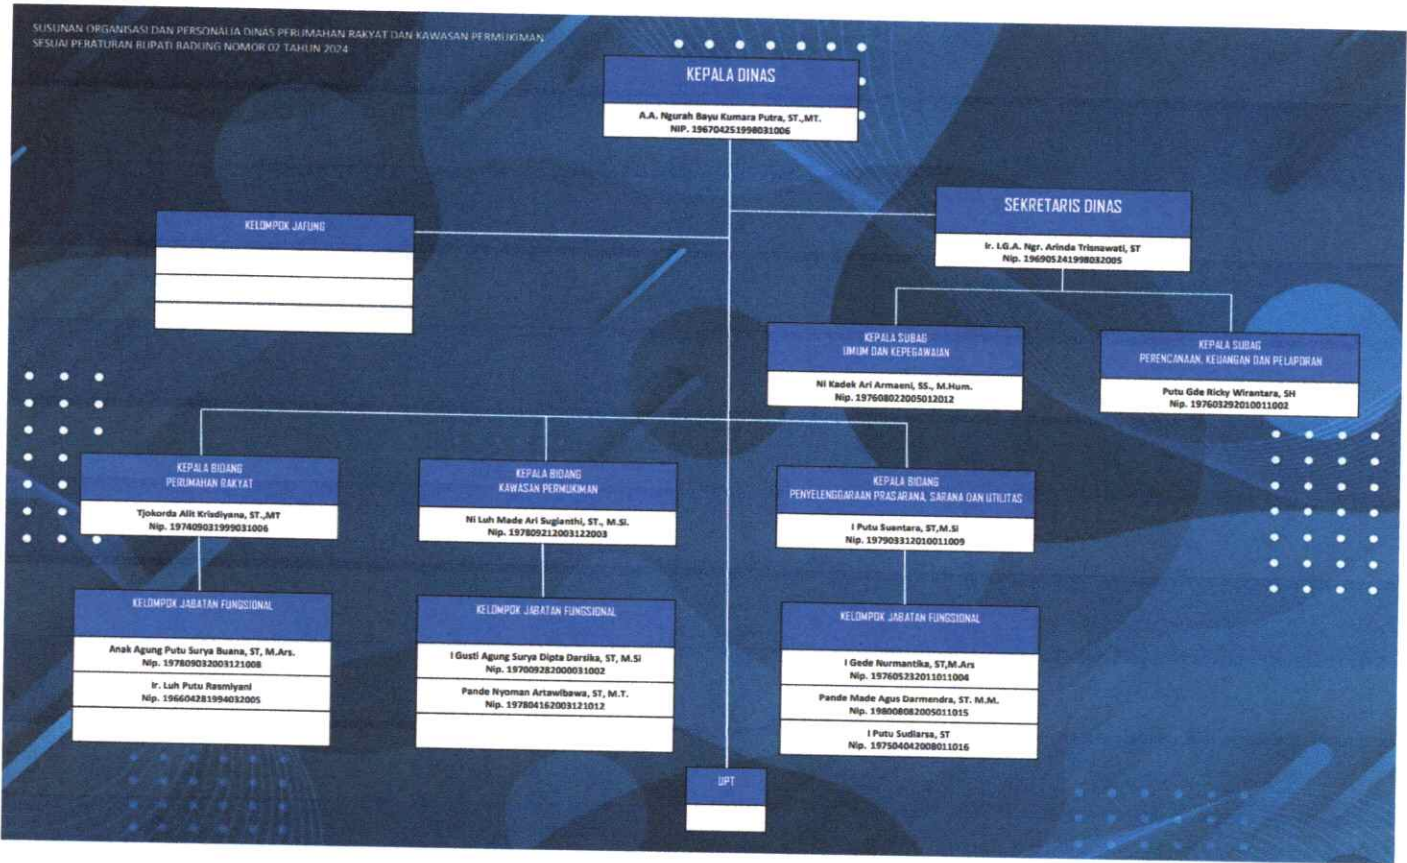 SUSUNAN ORGANISASI DAN PERSONALIA DINAS PERUMAHAN RAKYAT DAN KAWASAN PERMUKIMAN
SESUAI PERATURAN BUPATI BADUNG NOMOR 02 TAHUN 2024
KEPALA DINAS
A.A. Ngurah Bayu Kumara Putra, ST.,MT.
NIP. 196704251998031006
SEKRETARIS DINAS
Ir. I.G.A. Ngr. Arinda Trisnawati, ST
Nip. 196905241998032005
KELOMPOK JAFUNG
KEPALA SUBAG
UMUM DAN KEPEGAWAIAN
Ni Kadek Ari Armaeni, SS., M.Hum.
Nip. 197608022005012012
KEPALA SUBAG
PERENCANAAN, KEUANGAN DAN PELAPORAN
Putu Gde Ricky Wirantara, SH
Nip. 197603292010011002
KEPALA BIDANG
PERUMAHAN RAKYAT
Tjokorda Alit Krisdiyana, ST.,MT
Nip. 197409031999031006
KEPALA BIDANG
KAWASAN PERMUKIMAN
Ni Luh Made Ari Sugianthi, ST., M.Si.
Nip. 197809212003122003
KEPALA BIDANG
PENYELENGGARAAN PRASARANA, SARANA DAN UTILITAS
I Putu Suentara, ST,M.Si
Nip. 197903312010011009
KELOMPOK JABATAN FUNGSIONAL
Anak Agung Putu Surya Buana, ST, M.Ars.
Nip. 197809032003121008
Ir. Luh Putu Rasmiyani
Nip. 196604281994032005
KELOMPOK JABATAN FUNGSIONAL
I Gusti Agung Surya Dipta Darsika, ST, M.Si
Nip. 197009282000031002
Pande Nyoman Artawibawa, ST, M.T.
Nip. 197804162003121012
KELOMPOK JABATAN FUNGSIONAL
I Gede Nurmantika, ST,M.Ars
Nip. 197605232011011004
Pande Made Agus Darmendra, ST. M.M.
Nip. 198008082005011015
I Putu Sudiarsa, ST
Nip. 197504042008011016
UPT